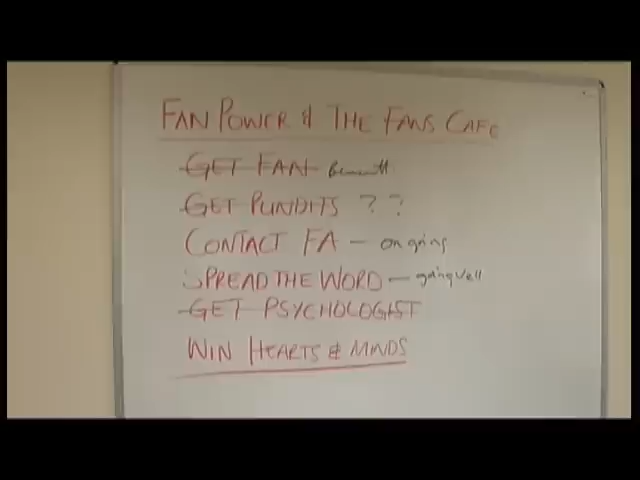 FAN POWER & THE FANS CAFE
GET FAN
GET PUNDITS ? ?
CONTACT FA - ongoing
SPREAD THE WORD - going well
GET PSYCHOLOGIST
WIN HEARTS & MINDS